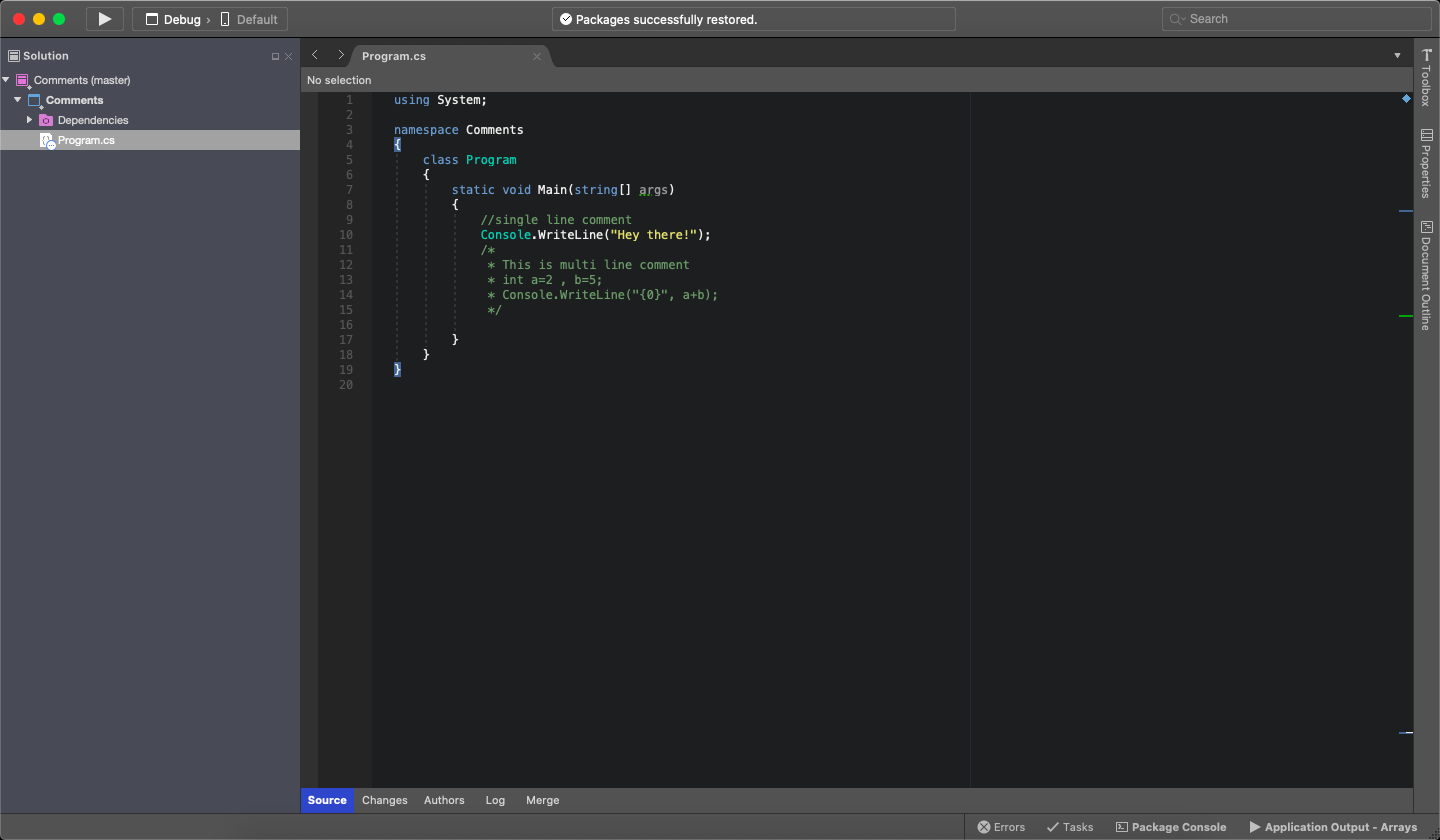 Debug › Default
Packages successfully restored.
Search
Solution
Comments (master)
Comments
Dependencies
Program.cs
Program.cs
No selection
1 using System;
2
3 namespace Comments
4 {
5 class Program
6 {
7 static void Main(string[] args)
8 {
9 //single line comment
10 Console.WriteLine("Hey there!");
11 /*
12 * This is multi line comment
13 * int a=2 , b=5;
14 * Console.WriteLine("{0}", a+b);
15 */
16
17 }
18 }
19 }
20
Toolbox
Properties
Document Outline
Source Changes Authors Log Merge
Errors Tasks Package Console Application Output - Arrays